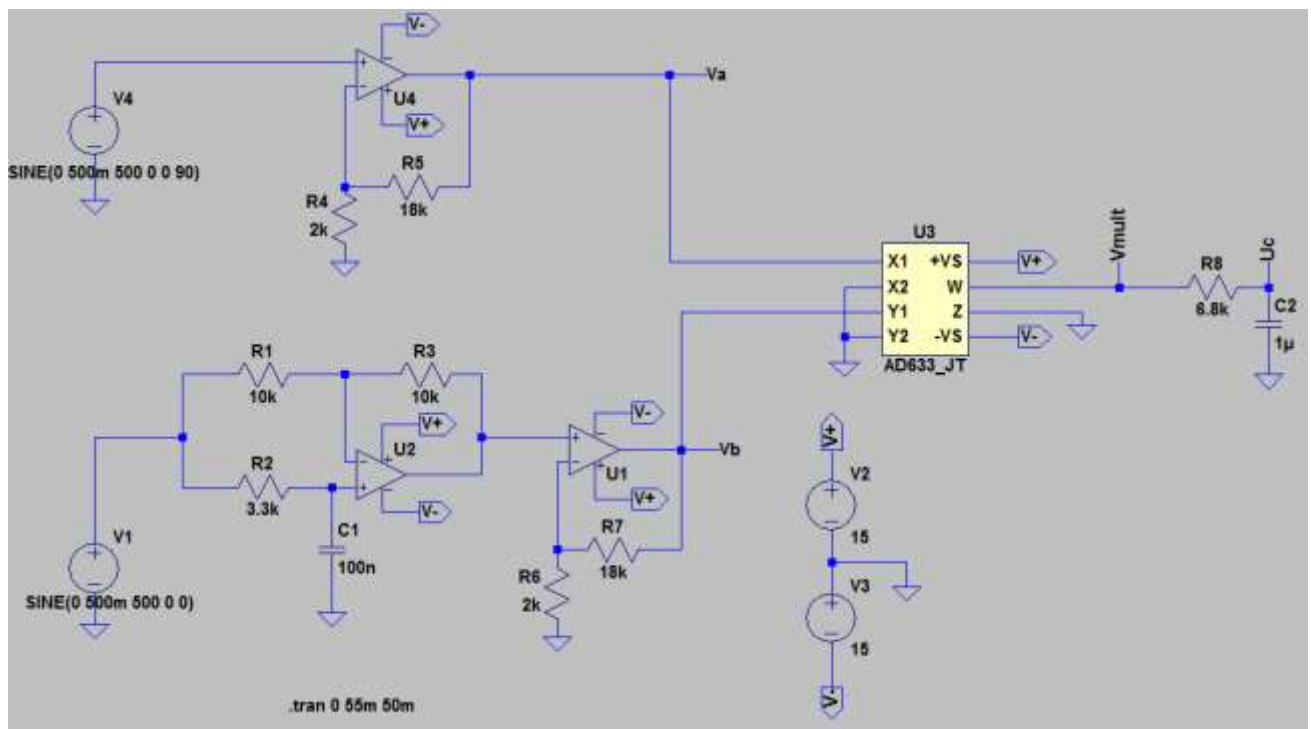 V-
V4
SINE(0 500m 500 0 0 90)
U4
V+
Va
R5
18k
R4
2k
U3
X1 +VS
X2 W
Y1 Z
Y2 -VS
AD633_JT
V+
V-
Vmult
R8
6.8k
Uc
C2
1µ
R1
10k
R3
10k
V+
U2
V-
R2
3.3k
C1
100n
V1
SINE(0 500m 500 0 0)
V-
U1
V+
Vb
R7
18k
R6
2k
V+
V2
15
V3
15
V-
.tran 0 55m 50m